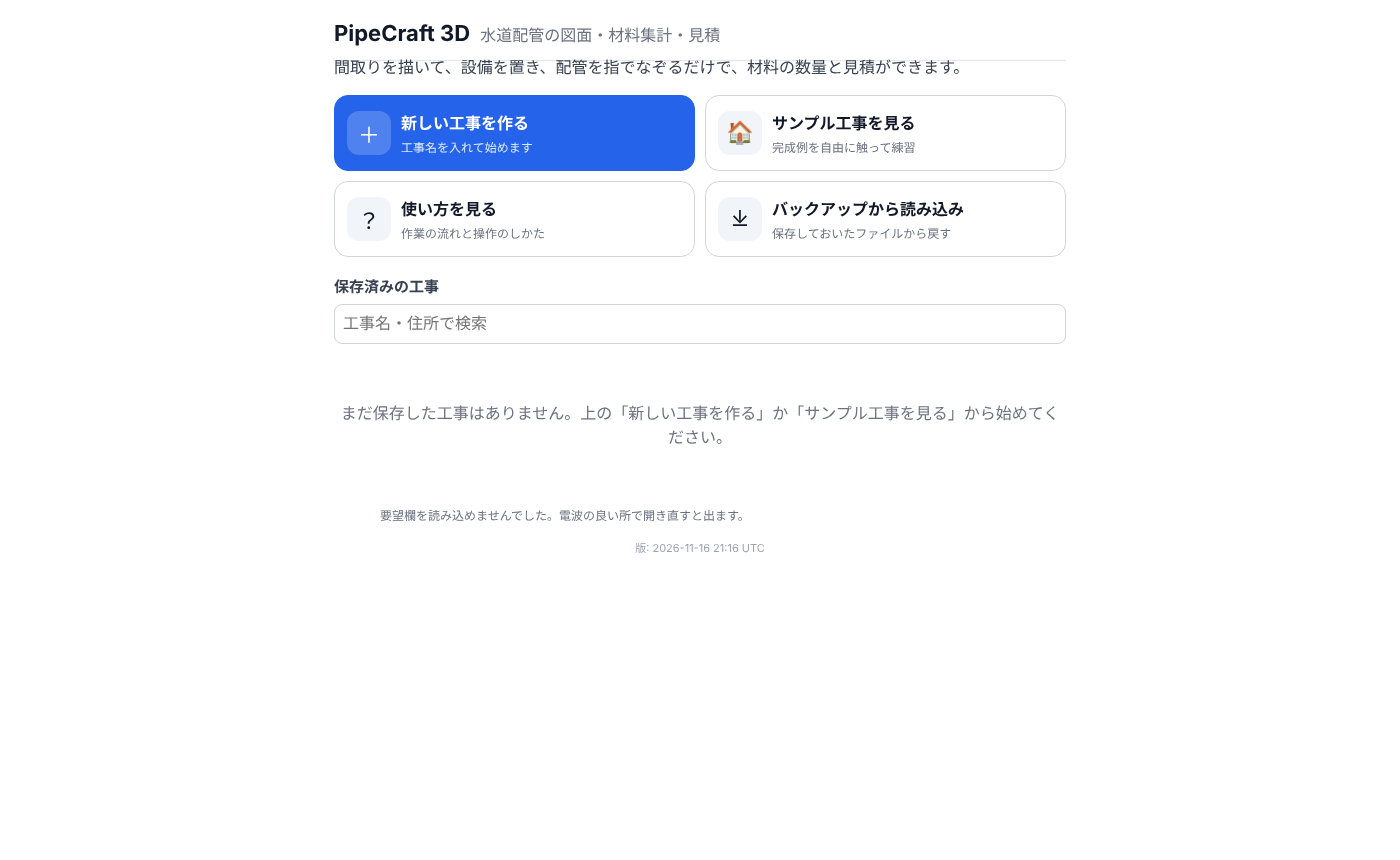 PipeCraft 3D 水道配管の図面・材料集計・見積
間取りを描いて、設備を置き、配管を指でなぞるだけで、材料の数量と見積ができます。
新しい工事を作る
工事名を入れて始めます
サンプル工事を見る
完成例を自由に触って練習
?
使い方を見る
作業の流れと操作のしかた
バックアップから読み込み
保存しておいたファイルから戻す
保存済みの工事
工事名・住所で検索
まだ保存した工事はありません。上の「新しい工事を作る」か「サンプル工事を見る」から始めてく
ださい。
要望欄を読み込めませんでした。電波の良い所で開き直すと出ます。
版: 2026-11-16 21:16 UTC